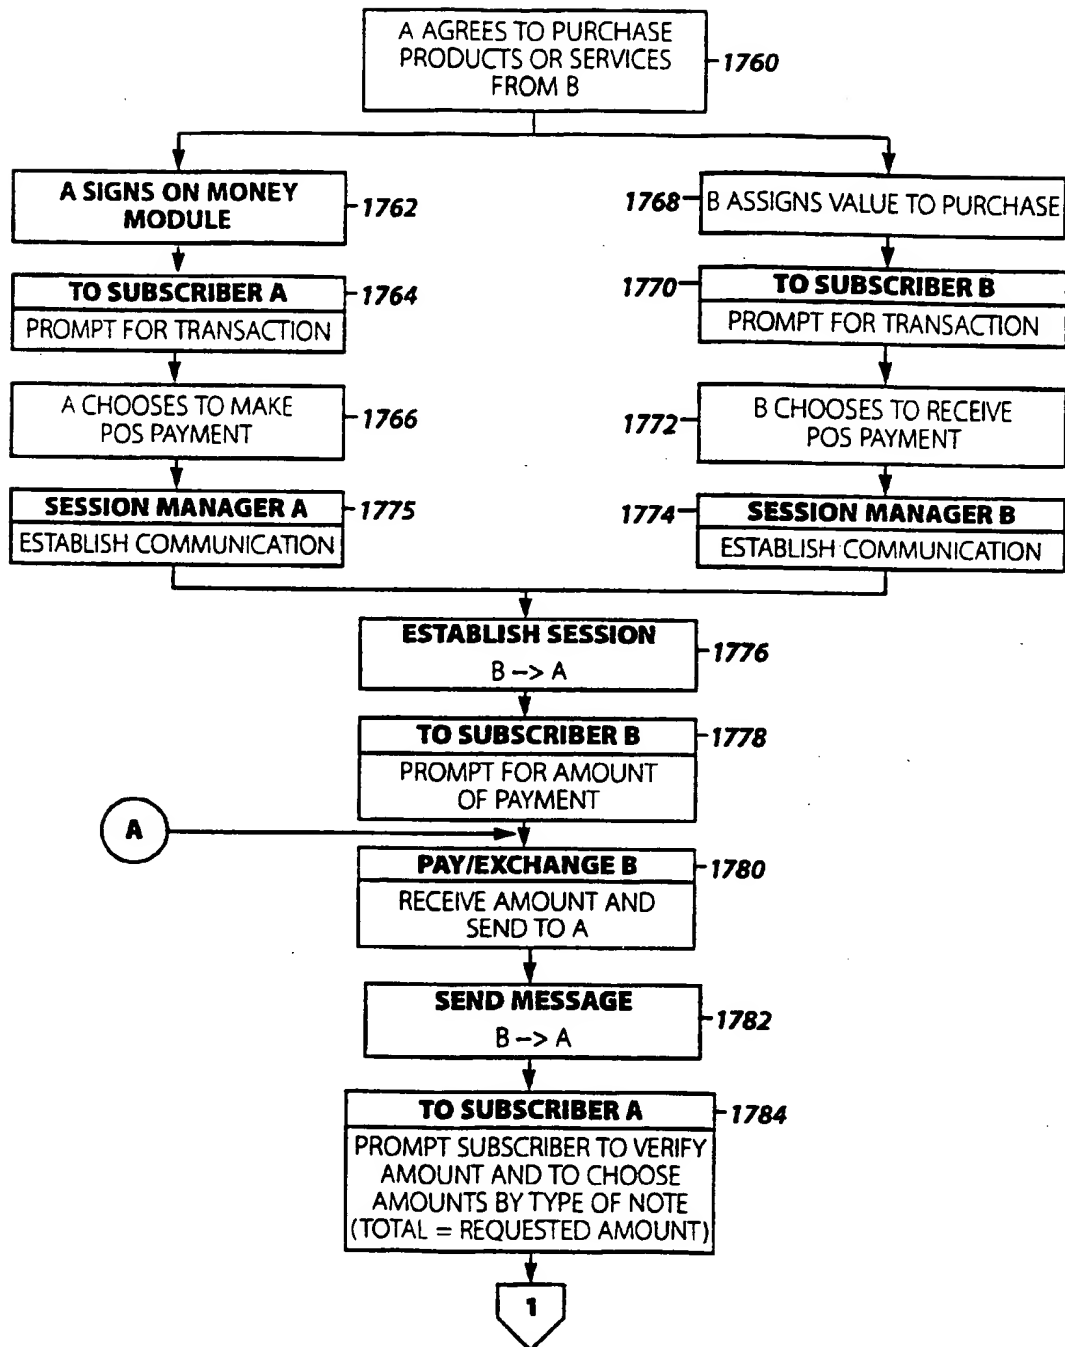 A AGREES TO PURCHASE
PRODUCTS OR SERVICES
FROM B
1760
A SIGNS ON MONEY
MODULE
1762
1768
B ASSIGNS VALUE TO PURCHASE
TO SUBSCRIBER A
1764
PROMPT FOR TRANSACTION
1770
TO SUBSCRIBER B
PROMPT FOR TRANSACTION
A CHOOSES TO MAKE
POS PAYMENT
1766
1772
B CHOOSES TO RECEIVE
POS PAYMENT
SESSION MANAGER A
1775
ESTABLISH COMMUNICATION
1774
SESSION MANAGER B
ESTABLISH COMMUNICATION
ESTABLISH SESSION
B -> A
1776
TO SUBSCRIBER B
1778
PROMPT FOR AMOUNT
OF PAYMENT
A
PAY/EXCHANGE B
1780
RECEIVE AMOUNT AND
SEND TO A
SEND MESSAGE
B -> A
1782
TO SUBSCRIBER A
1784
PROMPT SUBSCRIBER TO VERIFY
AMOUNT AND TO CHOOSE
AMOUNTS BY TYPE OF NOTE
(TOTAL = REQUESTED AMOUNT)
1